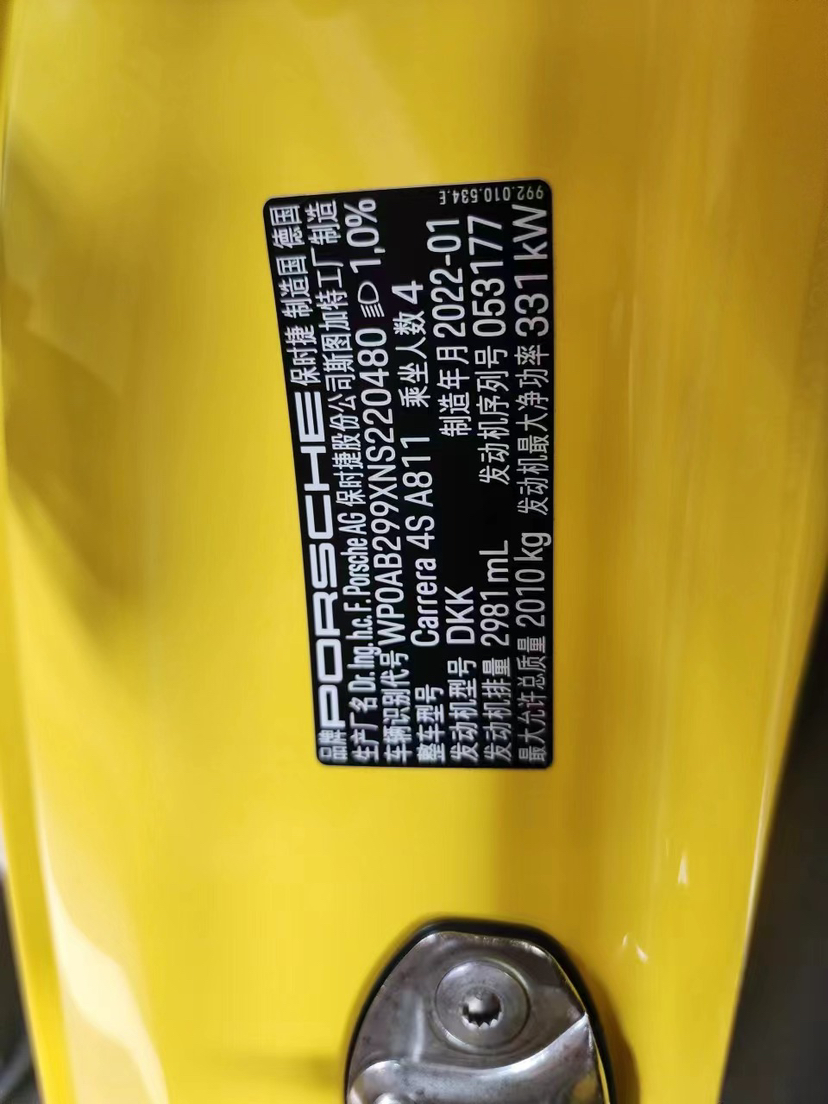 品牌 PORSCHE 保时捷 制造国 德国
生产厂名 Dr. Ing. h.c. F. Porsche AG 保时捷股份公司斯图加特工厂制造
车辆识别代号 WP0AB299XNS220480 1,0%
整车型号 Carrera 4S A811 乘坐人数 4
发动机型号 DKK 制造年月 2022-01
发动机排量 2981 mL 发动机序列号 053177
最大允许总质量 2010 kg 发动机最大净功率 331 kW
992.010.534.E